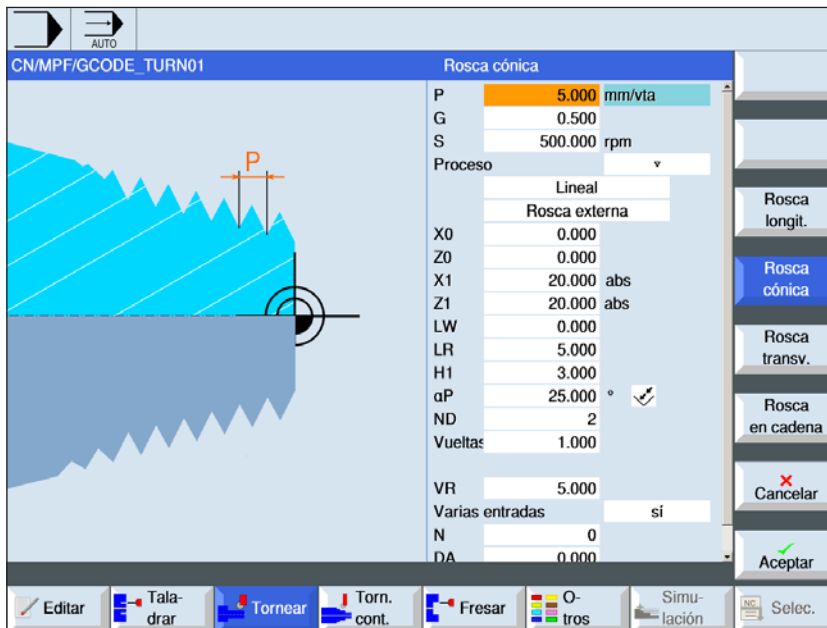 AUTO
CN/MPF/GCODE_TURN01
Rosca cónica
P
P 5.000 mm/vta
G 0.500
S 500.000 rpm
Proceso ▿
Lineal
Rosca externa
X0 0.000
Z0 0.000
X1 20.000 abs
Z1 20.000 abs
LW 0.000
LR 5.000
H1 3.000
αP 25.000 °
ND 2
Vueltas 1.000
VR 5.000
Varias entradas sí
N 0
DA 0.000
Rosca
longit.
Rosca
cónica
Rosca
transv.
Rosca
en cadena
Cancelar
Aceptar
Editar
Tala-
drar
Tornear
Torn.
cont.
Fresar
O-
tros
Simu-
lación
NC
Selec.